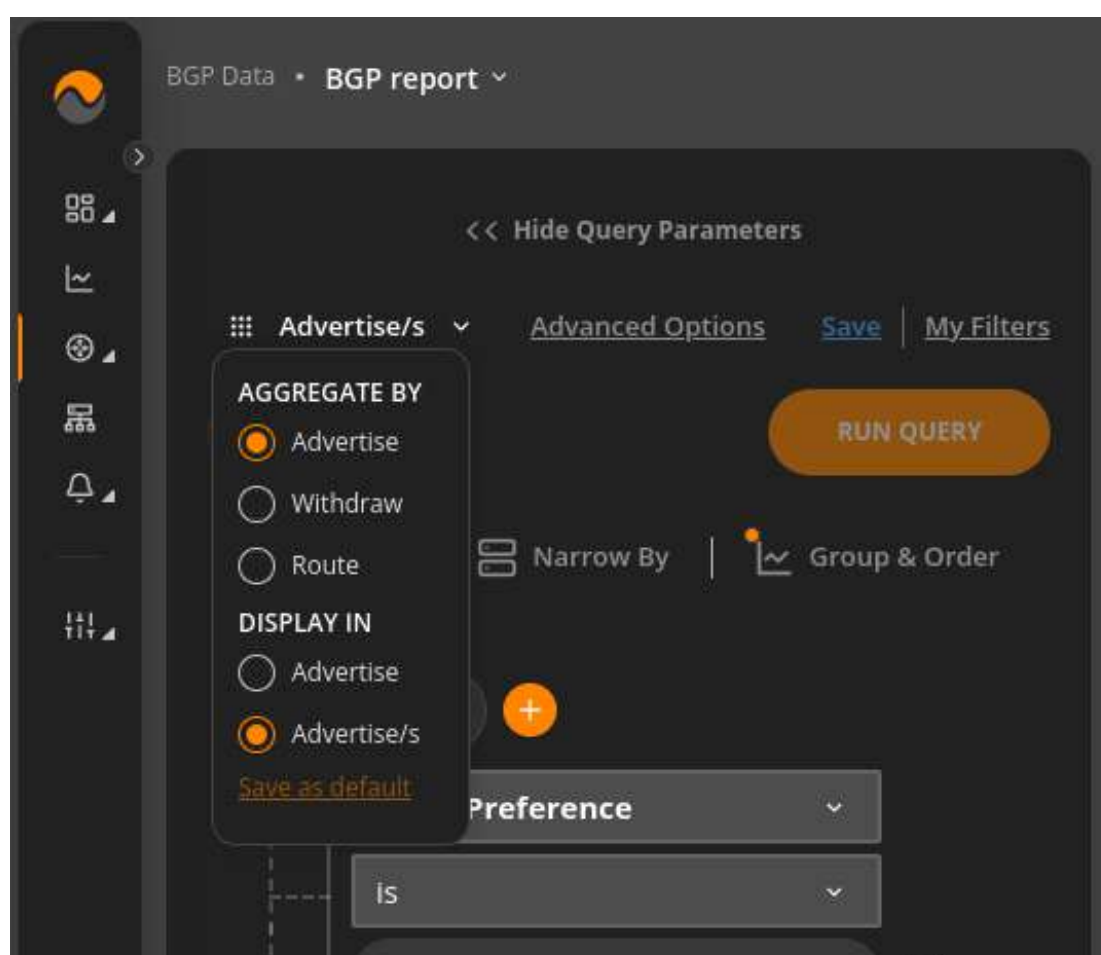 BGP Data • BGP report
<< Hide Query Parameters
Advertise/s Advanced Options Save | My Filters
AGGREGATE BY
Advertise
RUN QUERY
Withdraw
Route
Narrow By | Group & Order
DISPLAY IN
Advertise
Advertise/s
Save as default
Preference
is